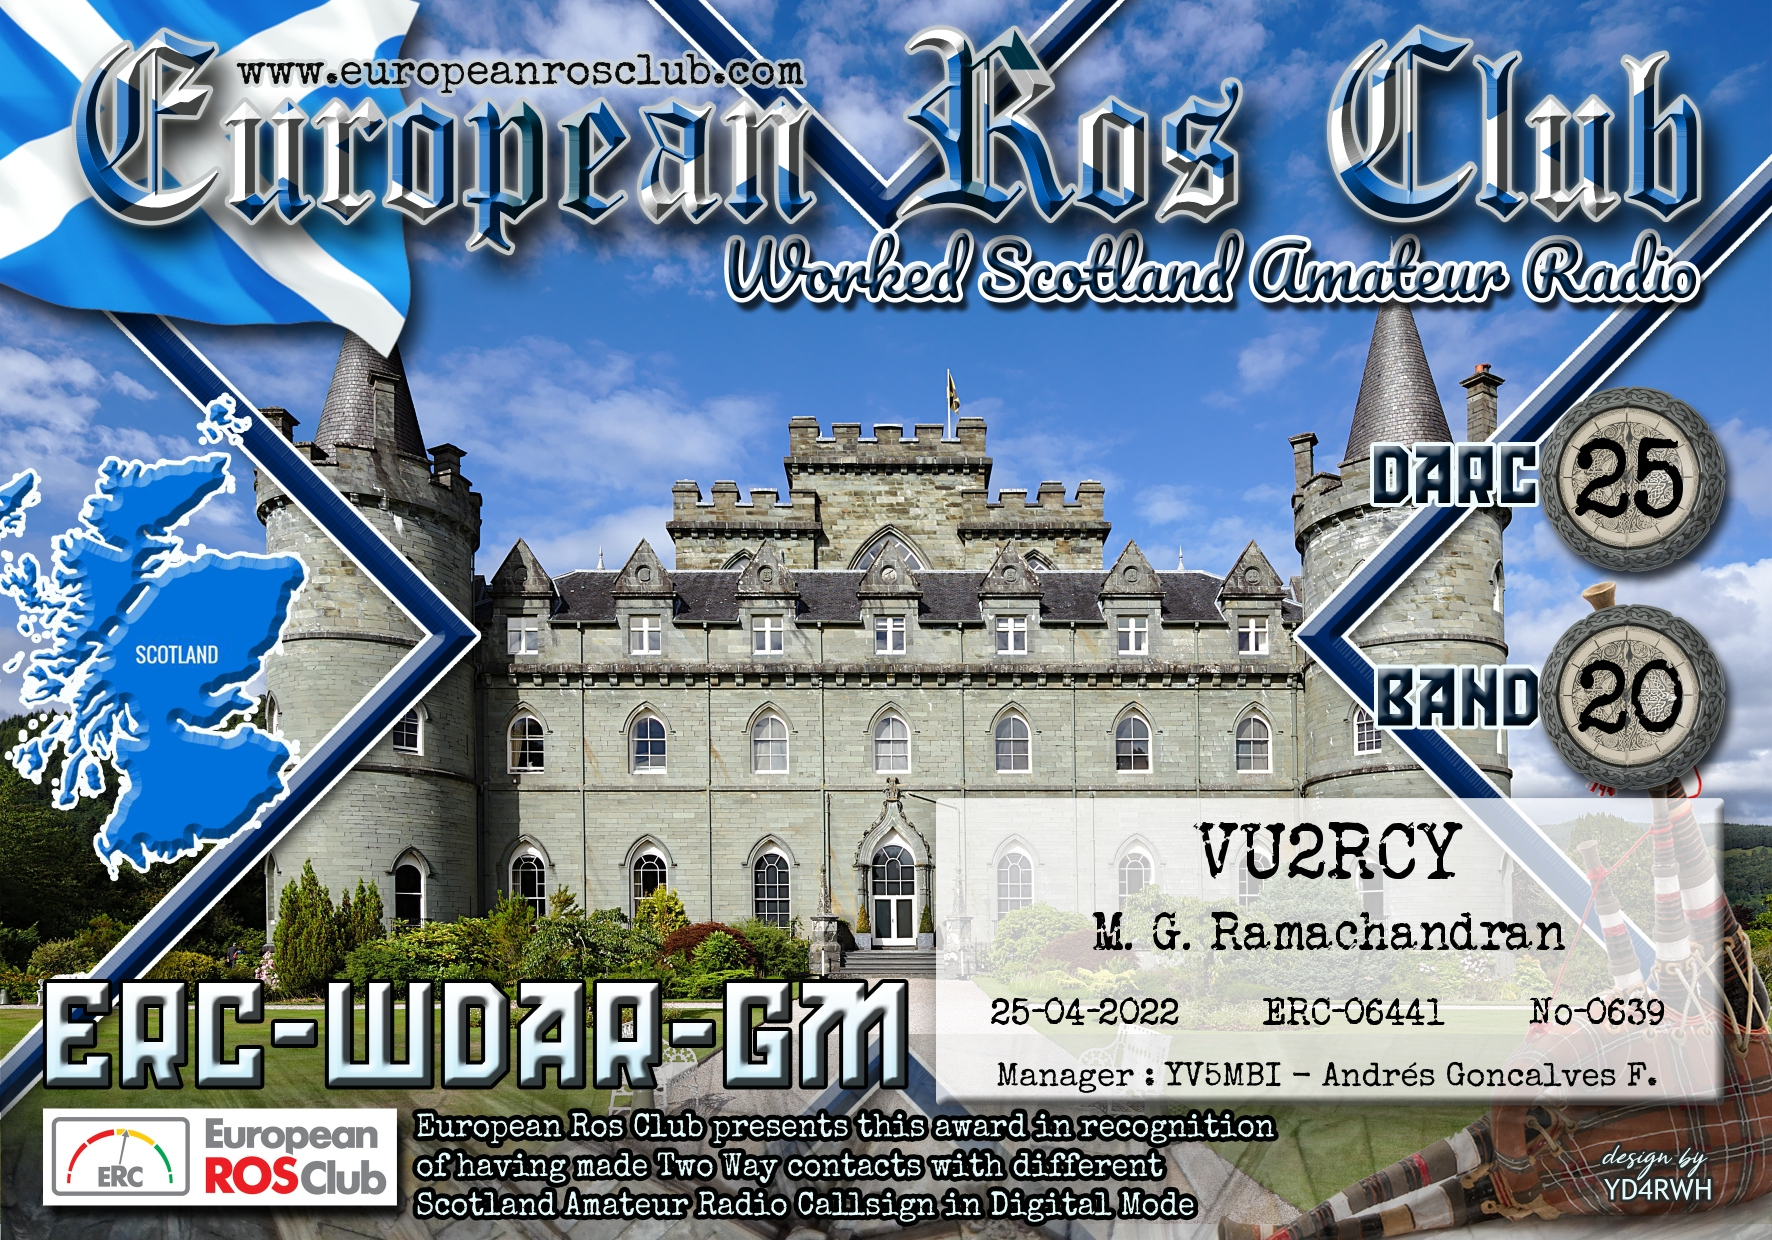 www.europeanrosclub.com
European Ros Club
Worked Scotland Amateur Radio
DARC 25
SCOTLAND
BAND 20
VU2RCY
M. G. Ramachandran
25-04-2022 ERC-06441 No-0639
Manager : YV5MBI - Andrés Goncalves F.
ERC-WDAR-GM
ERC
European
ROSClub
European Ros Club presents this award in recognition
of having made Two Way contacts with different
Scotland Amateur Radio Callsign in Digital Mode
design by
YD4RWH